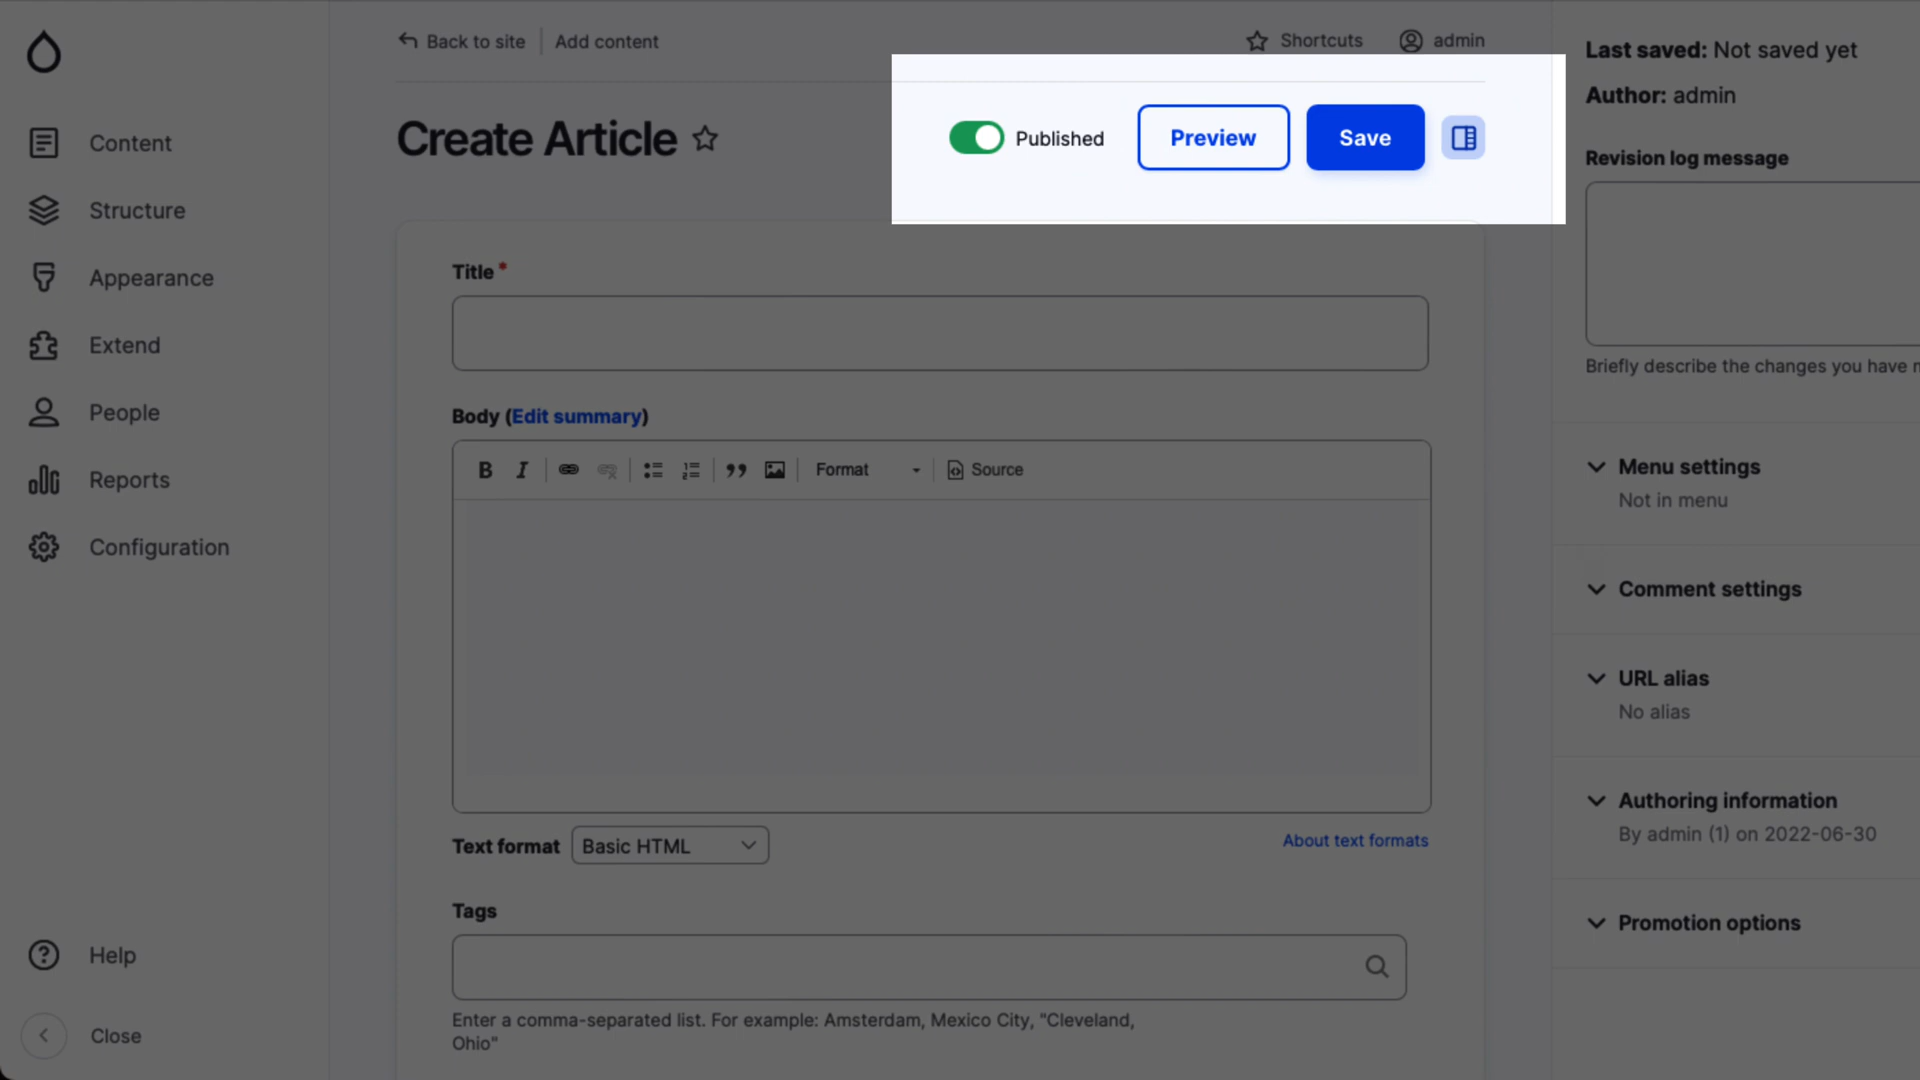 Back to site
Add content
Shortcuts
admin
Last saved: Not saved yet
Author: admin
Content
Structure
Appearance
Extend
People
Reports
Configuration
Help
Close
Create Article
Published
Preview
Save
Title *
Body (Edit summary)
B I
Format
Source
Text format
Basic HTML
About text formats
Tags
Enter a comma-separated list. For example: Amsterdam, Mexico City, "Cleveland,
Ohio"
Revision log message
Briefly describe the changes you have
Menu settings
Not in menu
Comment settings
URL alias
No alias
Authoring information
By admin (1) on 2022-06-30
Promotion options